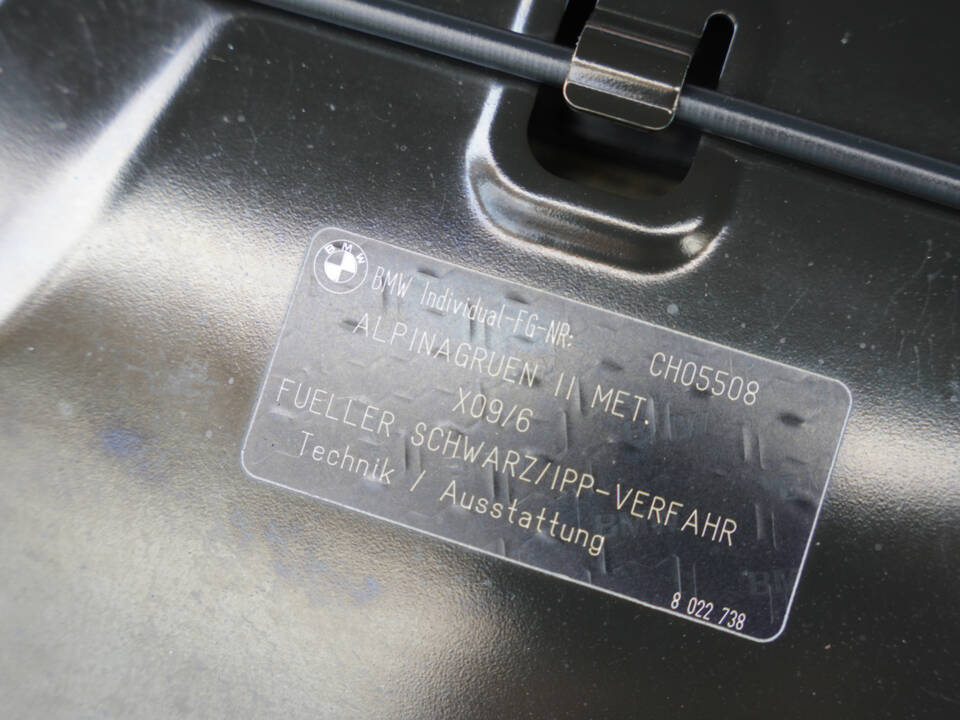 BMW
BMW Individual-FG-NR: CH05508
ALPINAGRUEN II MET.
X09/6
FUELLER SCHWARZ/IPP-VERFAHR
Technik / Ausstattung
8 022 738